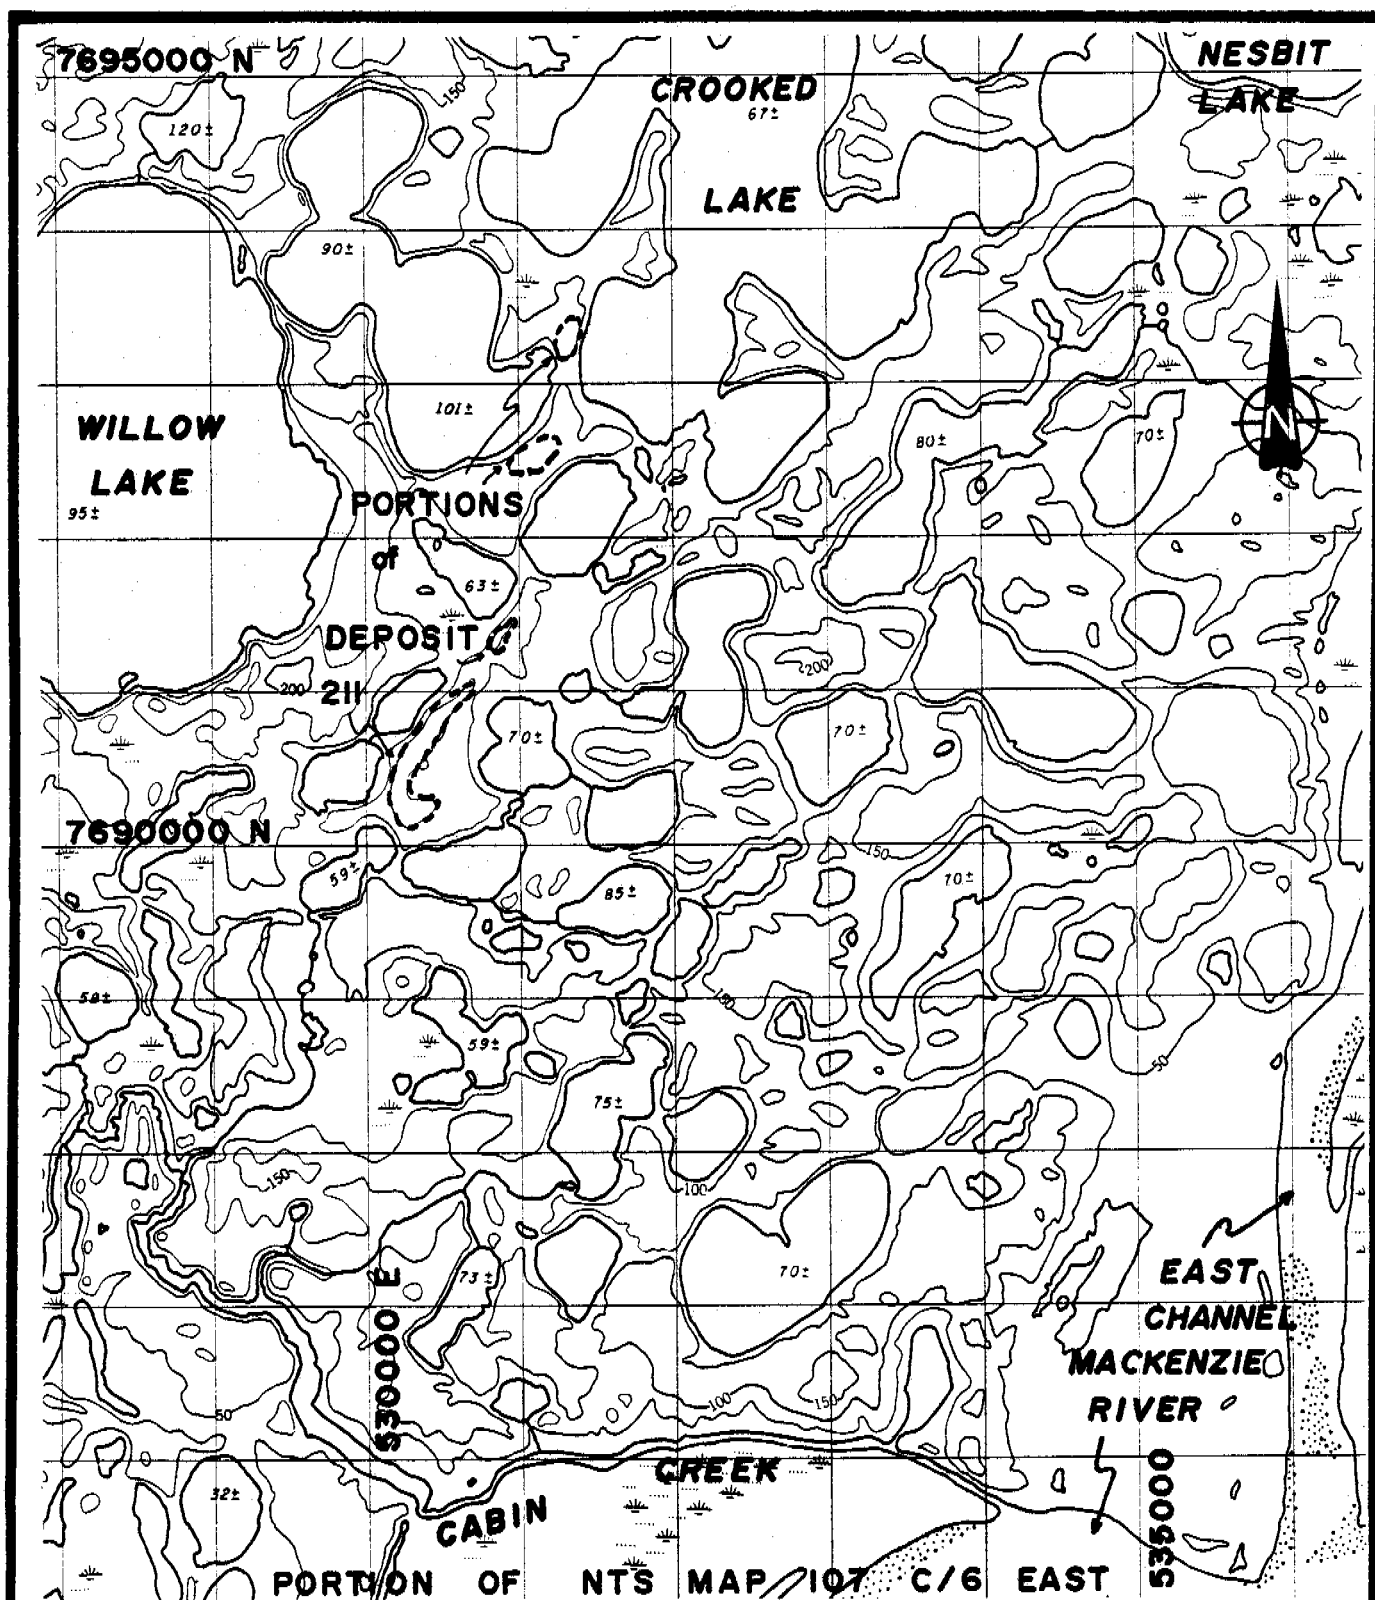 7695000 N
NESBIT
LAKE
CROOKED
67±
LAKE
150
120±
90±
101±
WILLOW
LAKE
95±
80±
70±
PORTIONS
of
63±
DEPOSIT
200
211
200
70±
70±
7690000 N
150
59±
85±
70±
58±
150
59±
50
75±
150
100
73±
70±
EAST
CHANNEL
MACKENZIE
RIVER
530000 E
100
150
50
32±
CREEK
CABIN
535000
PORTION OF NTS MAP 107 C/6 EAST
N